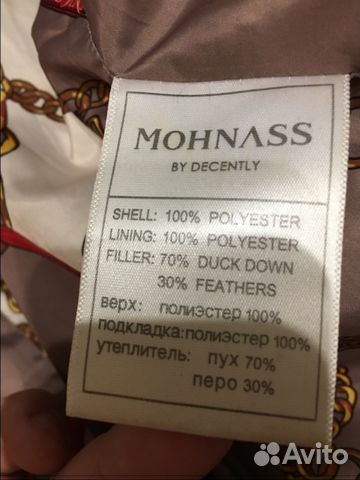 MOHNASS
BY DECENTLY
SHELL: 100% POLYESTER
LINING: 100% POLYESTER
FILLER: 70% DUCK DOWN
30% FEATHERS
верх: полиэстер 100%
подкладка:полиэстер 100%
утеплитель: пух 70%
перо 30%
Avito